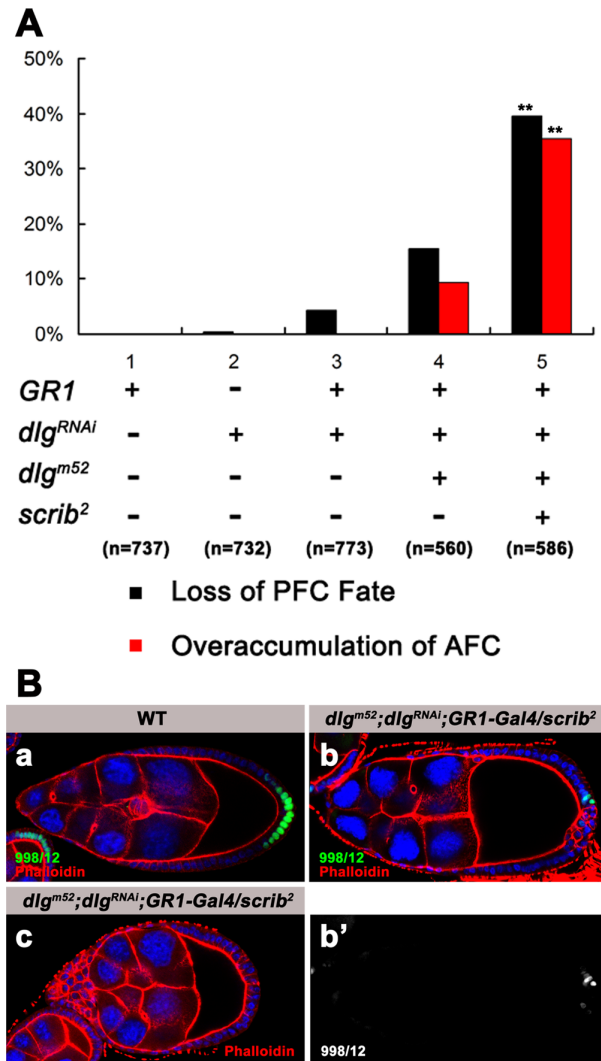 A
50%
40%
30%
20%
10%
0%
** **
1 2 3 4 5
GR1 + - + + +
dlg^RNAi - + + + +
dlg^m52 - - - + +
scrib^2 - - - - +
(n=737) (n=732) (n=773) (n=560) (n=586)
Loss of PFC Fate
Overaccumulation of AFC
B
WT
dlg^m52;dlg^RNAi;GR1-Gal4/scrib^2
a
998/12
Phalloidin
b
998/12
Phalloidin
dlg^m52;dlg^RNAi;GR1-Gal4/scrib^2
c
Phalloidin
b’
998/12